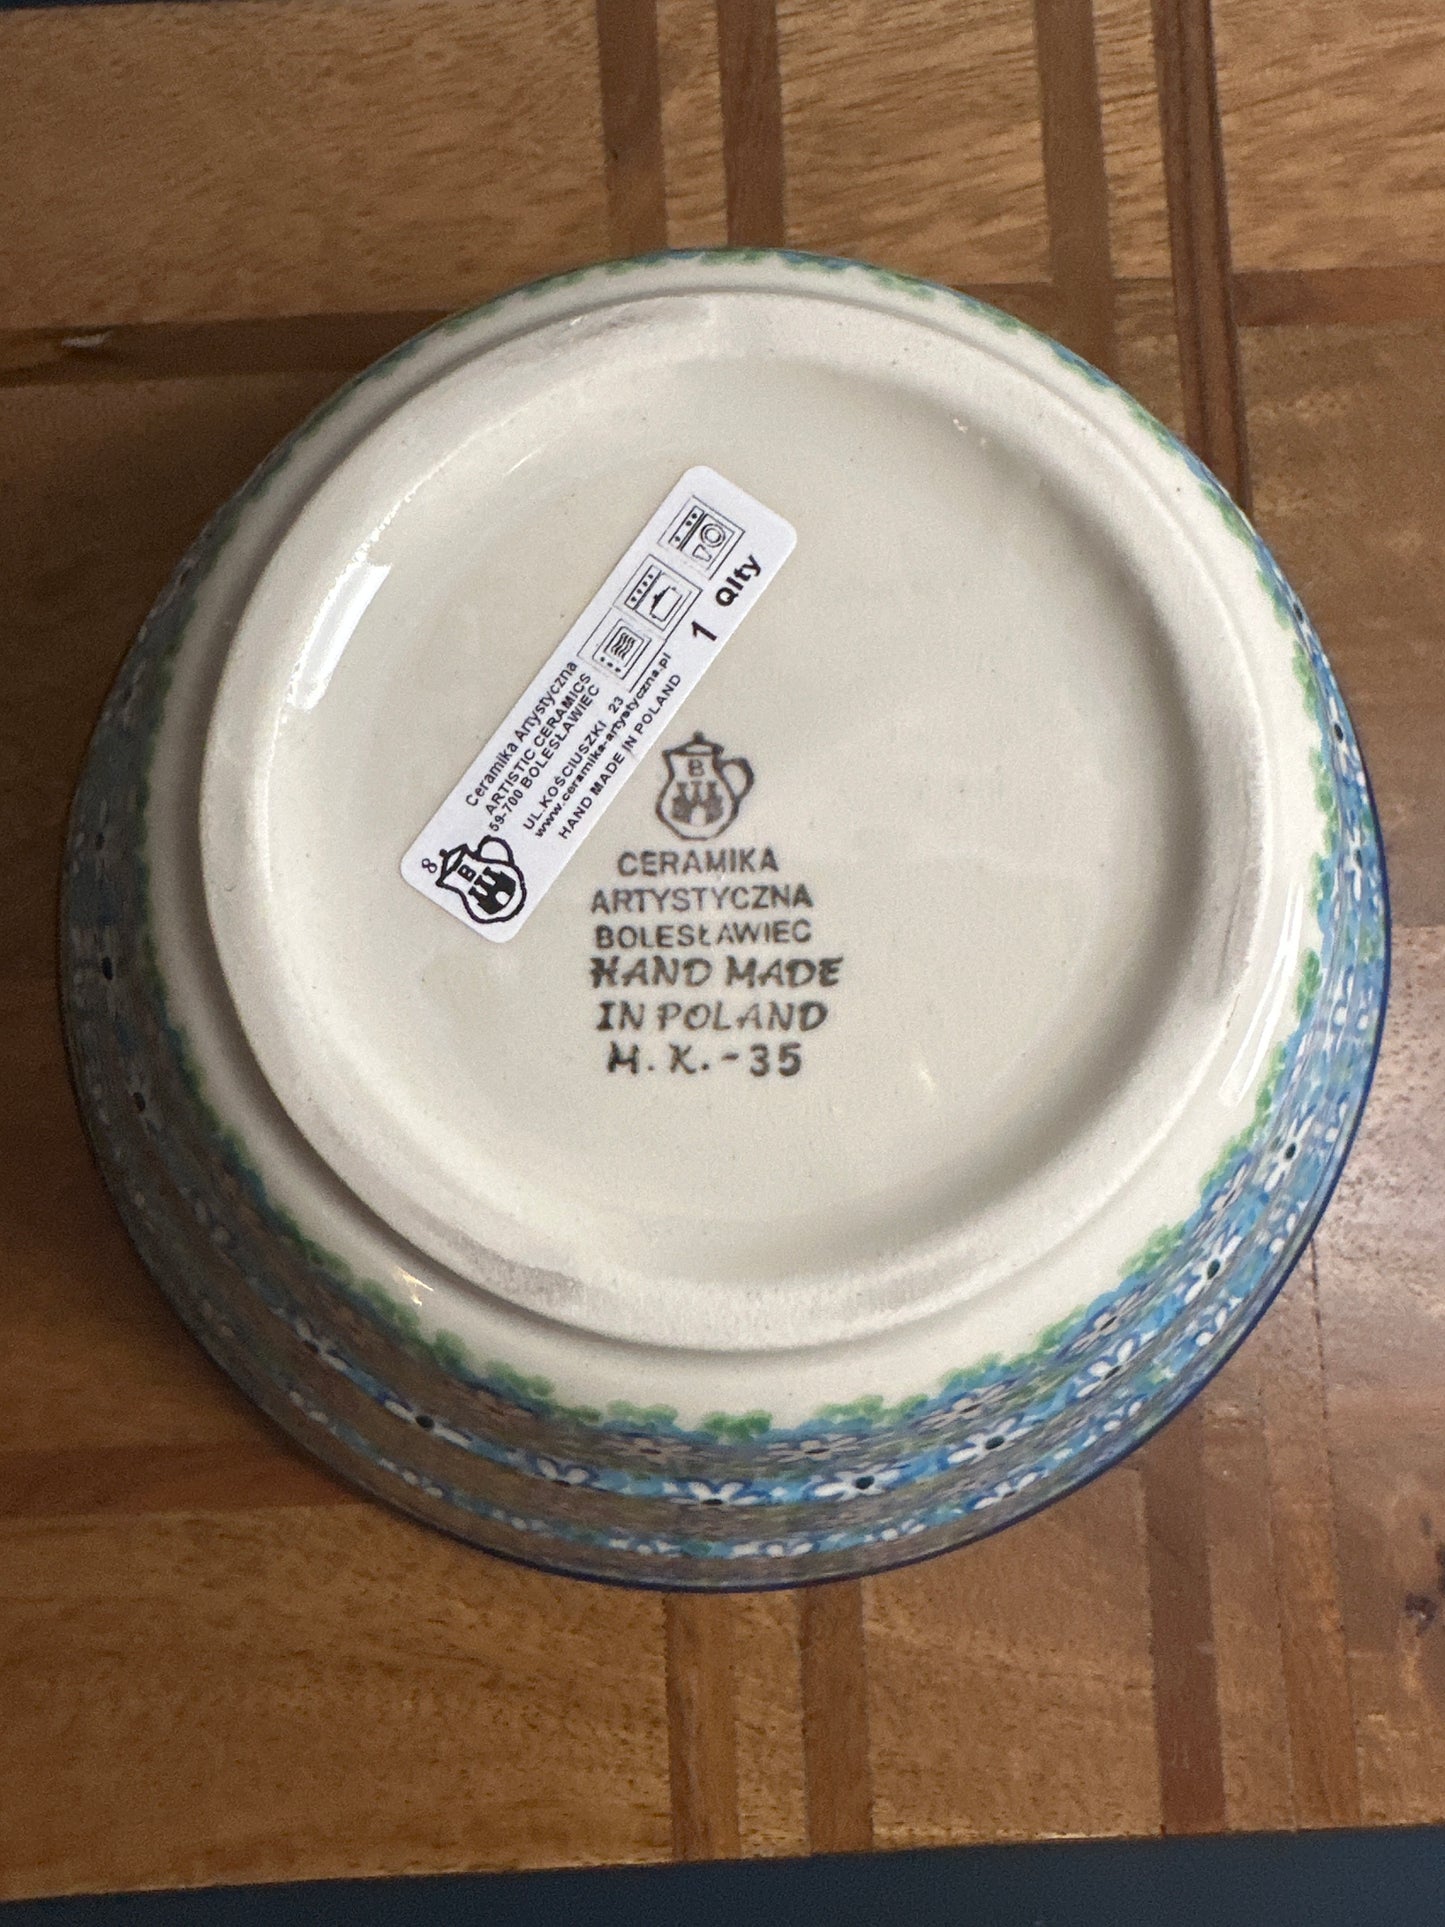 1 Qlty
Ceramika Artystyczna
ARTISTIC CERAMICS
59-700 BOLESŁAWIEC
UL.KOŚCIUSZKI 23
www.ceramika-artystyczna.pl
HAND MADE IN POLAND
8
B
B
CERAMIKA
ARTYSTYCZNA
BOLESŁAWIEC
HAND MADE
IN POLAND
M. K. - 35